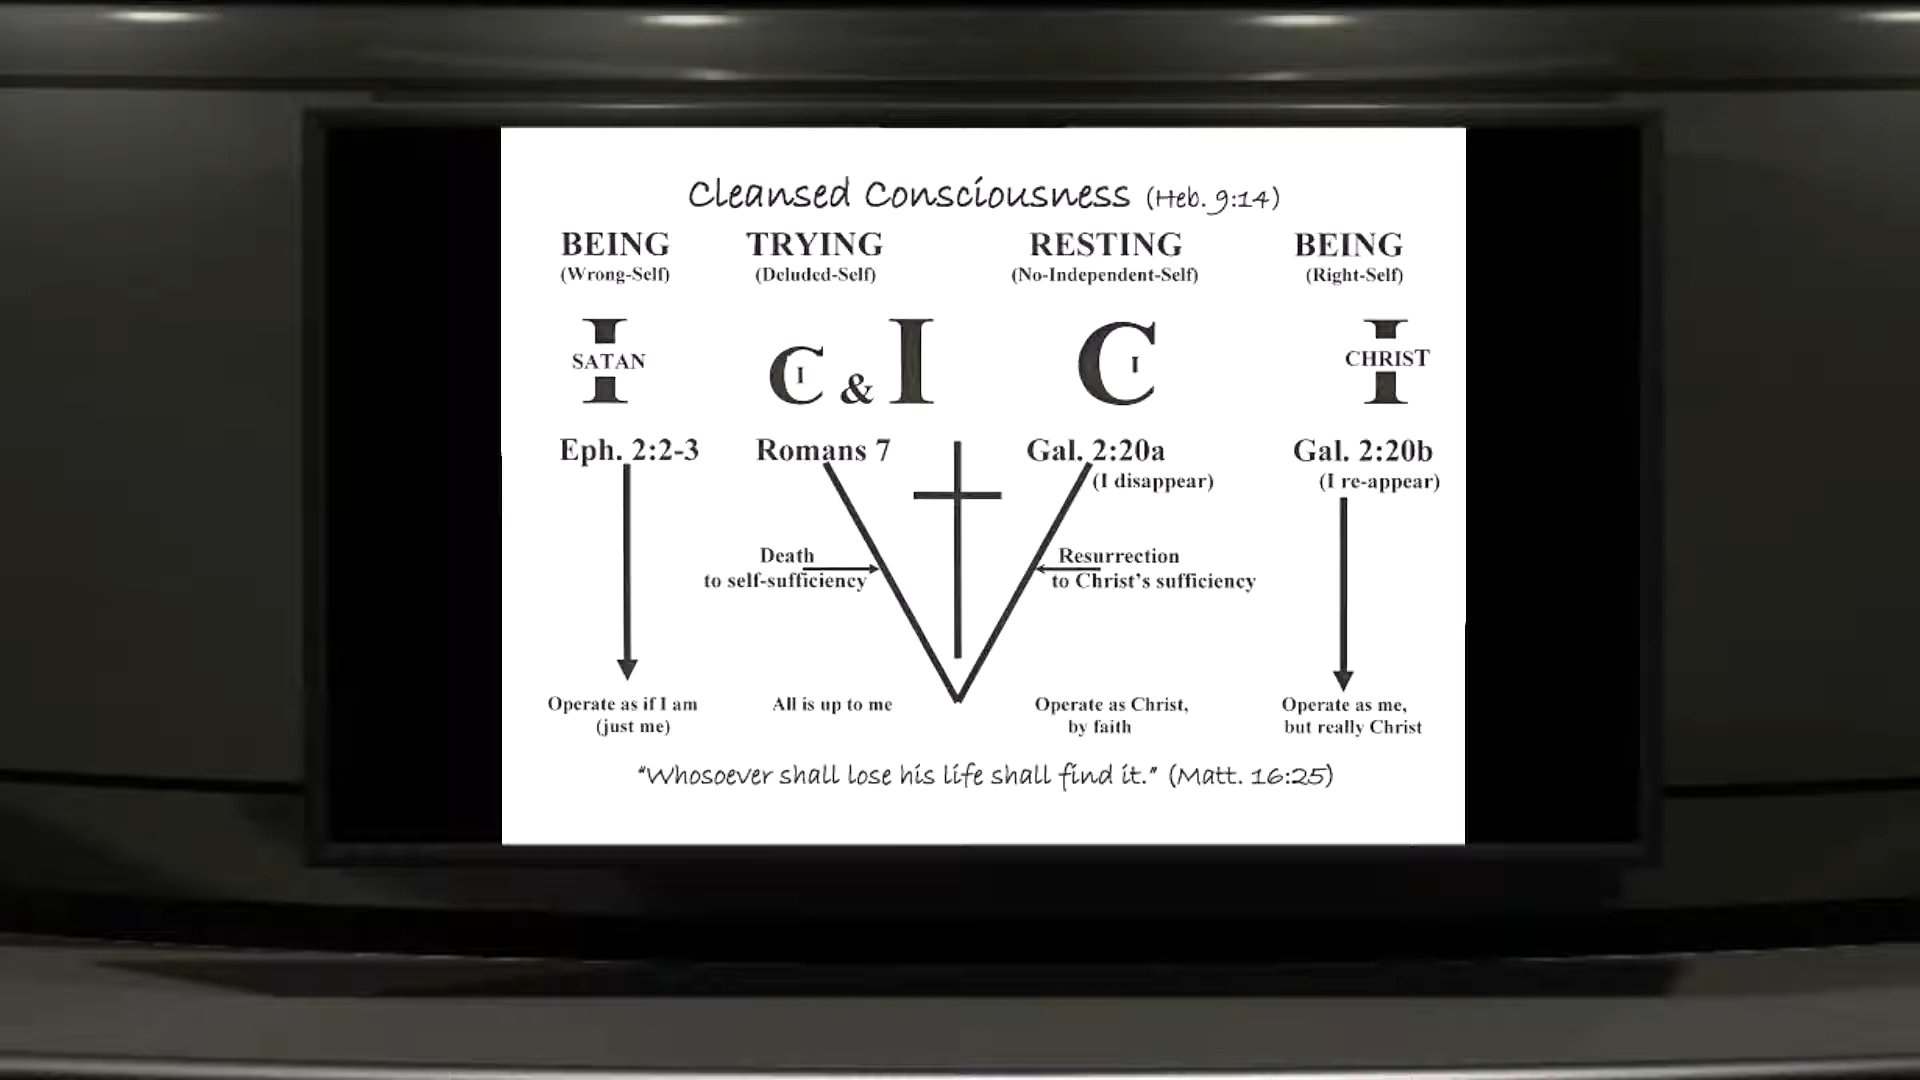 Cleansed Consciousness (Heb. 9:14)
BEING TRYING RESTING BEING
(Wrong-Self) (Deluded-Self) (No-Independent-Self) (Right-Self)
I SATAN C I & I C I I CHRIST
Eph. 2:2-3 Romans 7 Gal. 2:20a Gal. 2:20b
(I disappear) (I re-appear)
Death Resurrection
to self-sufficiency to Christ's sufficiency
Operate as if I am All is up to me Operate as Christ, Operate as me,
(just me) by faith but really Christ
"Whosoever shall lose his life shall find it." (Matt. 16:25)